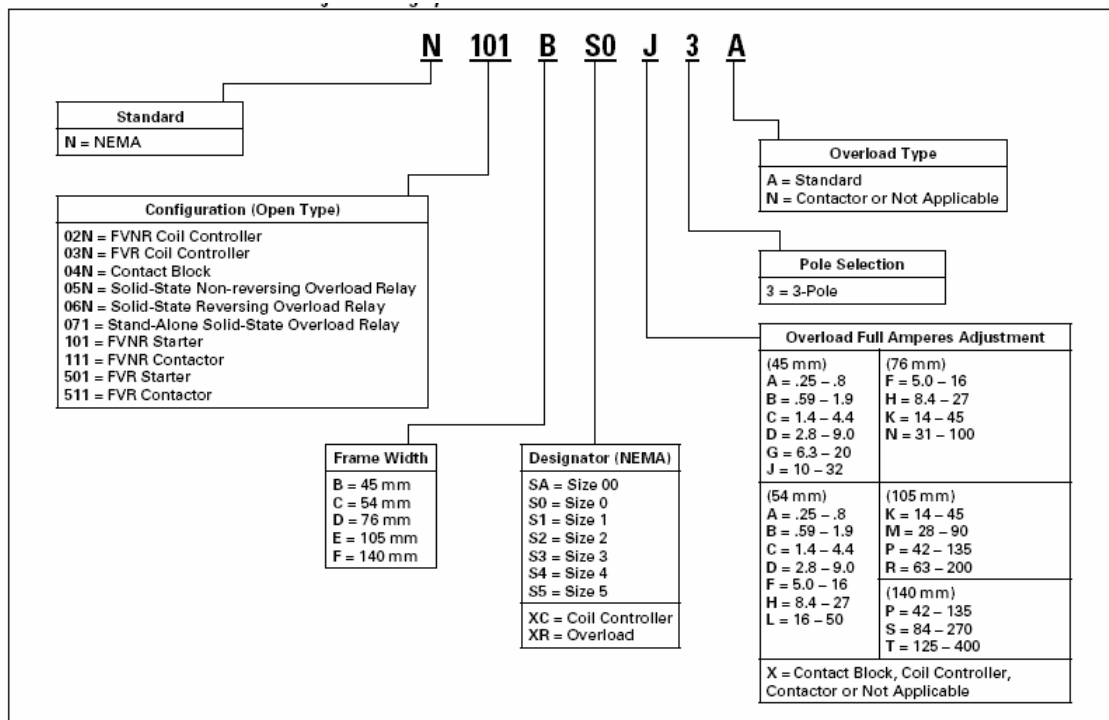 N 101 B S0 J 3 A
Standard
N = NEMA
Overload Type
A = Standard
N = Contactor or Not Applicable
Configuration (Open Type)
02N = FVNR Coil Controller
03N = FVR Coil Controller
04N = Contact Block
05N = Solid-State Non-reversing Overload Relay
06N = Solid-State Reversing Overload Relay
071 = Stand-Alone Solid-State Overload Relay
101 = FVNR Starter
111 = FVNR Contactor
501 = FVR Starter
511 = FVR Contactor
Pole Selection
3 = 3-Pole
Frame Width
B = 45 mm
C = 54 mm
D = 76 mm
E = 105 mm
F = 140 mm
Designator (NEMA)
SA = Size 00
S0 = Size 0
S1 = Size 1
S2 = Size 2
S3 = Size 3
S4 = Size 4
S5 = Size 5
XC = Coil Controller
XR = Overload
Overload Full Amperes Adjustment
(45 mm)
A = .25 – .8
B = .59 – 1.9
C = 1.4 – 4.4
D = 2.8 – 9.0
G = 6.3 – 20
J = 10 – 32
(76 mm)
F = 5.0 – 16
H = 8.4 – 27
K = 14 – 45
N = 31 – 100
(54 mm)
A = .25 – .8
B = .59 – 1.9
C = 1.4 – 4.4
D = 2.8 – 9.0
F = 5.0 – 16
H = 8.4 – 27
L = 16 – 50
(105 mm)
K = 14 – 45
M = 28 – 90
P = 42 – 135
R = 63 – 200
(140 mm)
P = 42 – 135
S = 84 – 270
T = 125 – 400
X = Contact Block, Coil Controller,
Contactor or Not Applicable